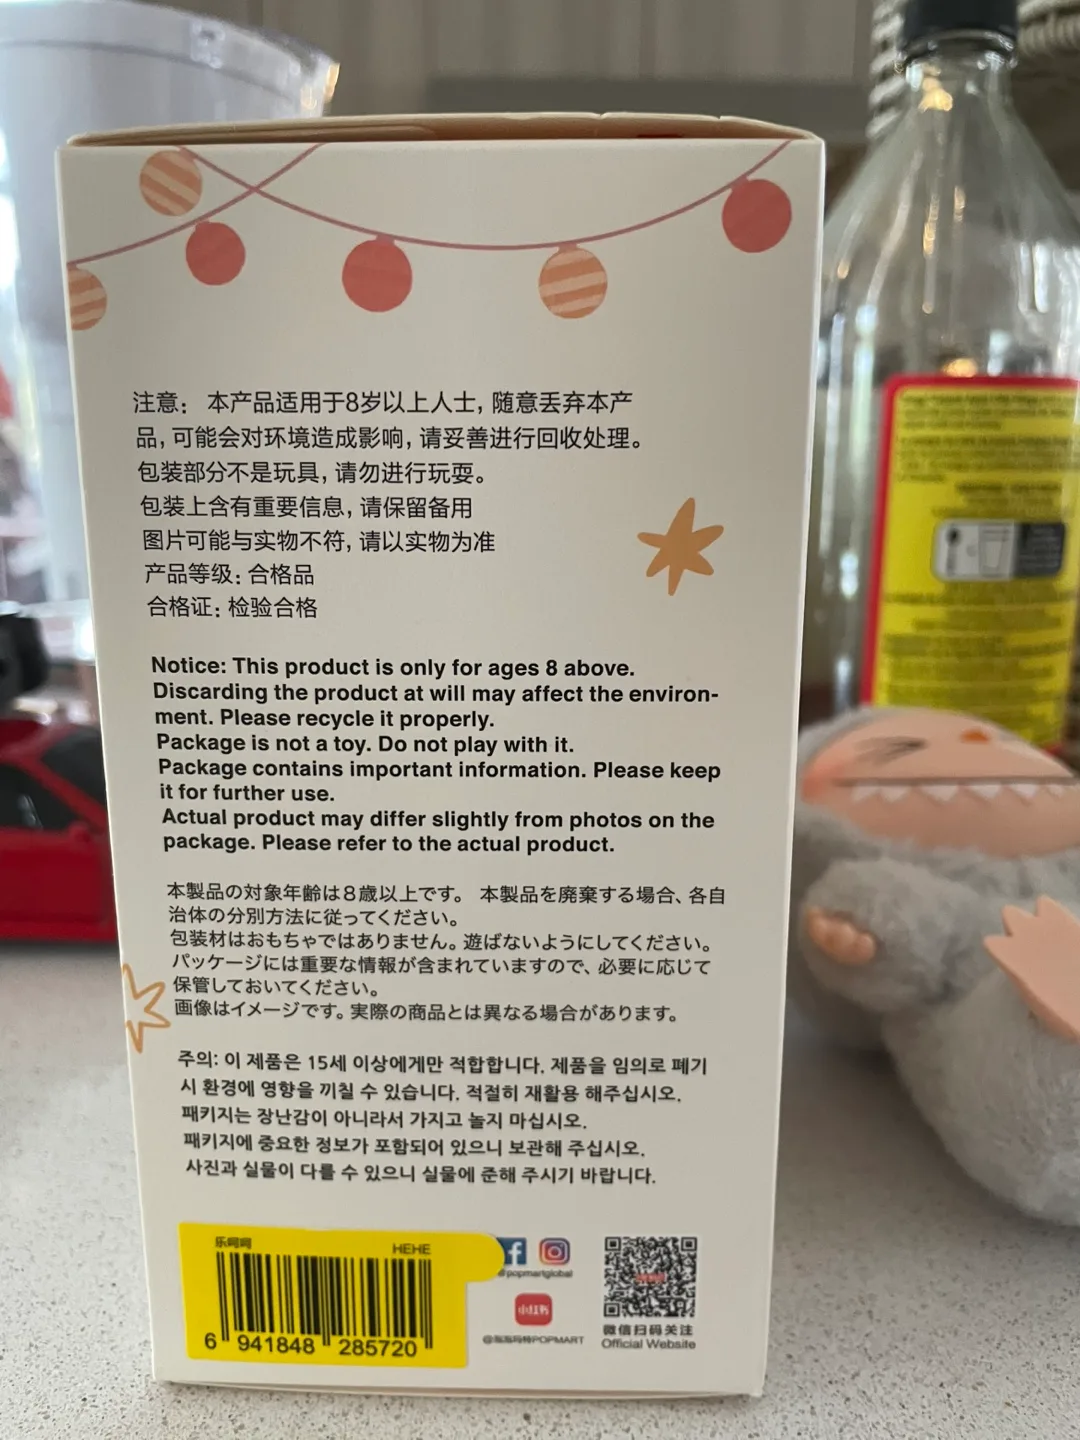 注意： 本产品适用于8岁以上人士，随意丢弃本产
品，可能会对环境造成影响，请妥善进行回收处理。
包装部分不是玩具，请勿进行玩耍。
包装上含有重要信息，请保留备用
图片可能与实物不符，请以实物为准
产品等级：合格品
合格证：检验合格
Notice: This product is only for ages 8 above.
Discarding the product at will may affect the environ-
ment. Please recycle it properly.
Package is not a toy. Do not play with it.
Package contains important information. Please keep
it for further use.
Actual product may differ slightly from photos on the
package. Please refer to the actual product.
本製品の対象年齢は8歳以上です。 本製品を廃棄する場合、各自
治体の分別方法に従ってください。
包装材はおもちゃではありません。遊ばないようにしてください。
パッケージには重要な情報が含まれていますので、必要に応じて
保管しておいてください。
画像はイメージです。実際の商品とは異なる場合があります。
주의: 이 제품은 15세 이상에게만 적합합니다. 제품을 임의로 폐기
시 환경에 영향을 끼칠 수 있습니다. 적절히 재활용 해주십시오.
패키지는 장난감이 아니라서 가지고 놀지 마십시오.
패키지에 중요한 정보가 포함되어 있으니 보관해 주십시오.
사진과 실물이 다를 수 있으니 실물에 준해 주시기 바랍니다.
乐呵呵 HEHE
6 941848 285720
@popmartglobal
小红书
@泡泡玛特POPMART
微信扫码关注
Official Website